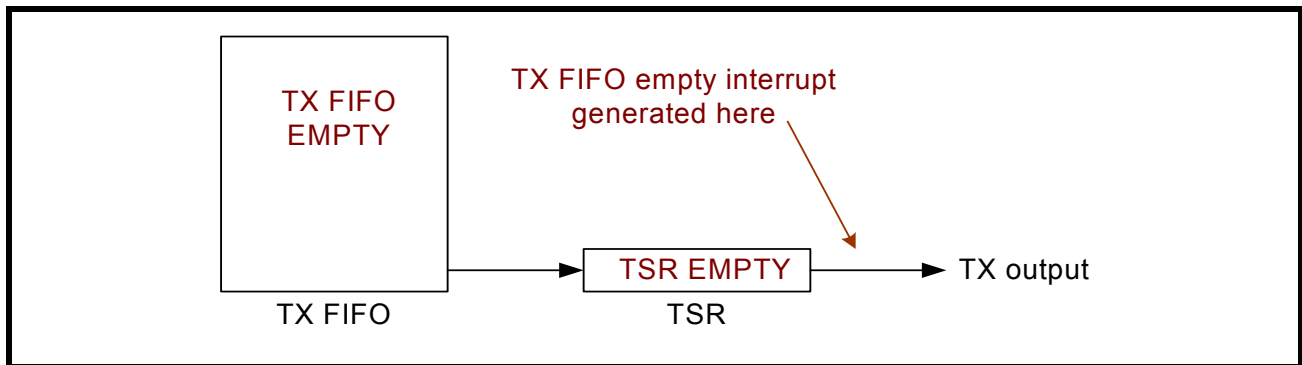 TX FIFO
EMPTY
TX FIFO empty interrupt
generated here
TSR EMPTY
TX output
TX FIFO
TSR